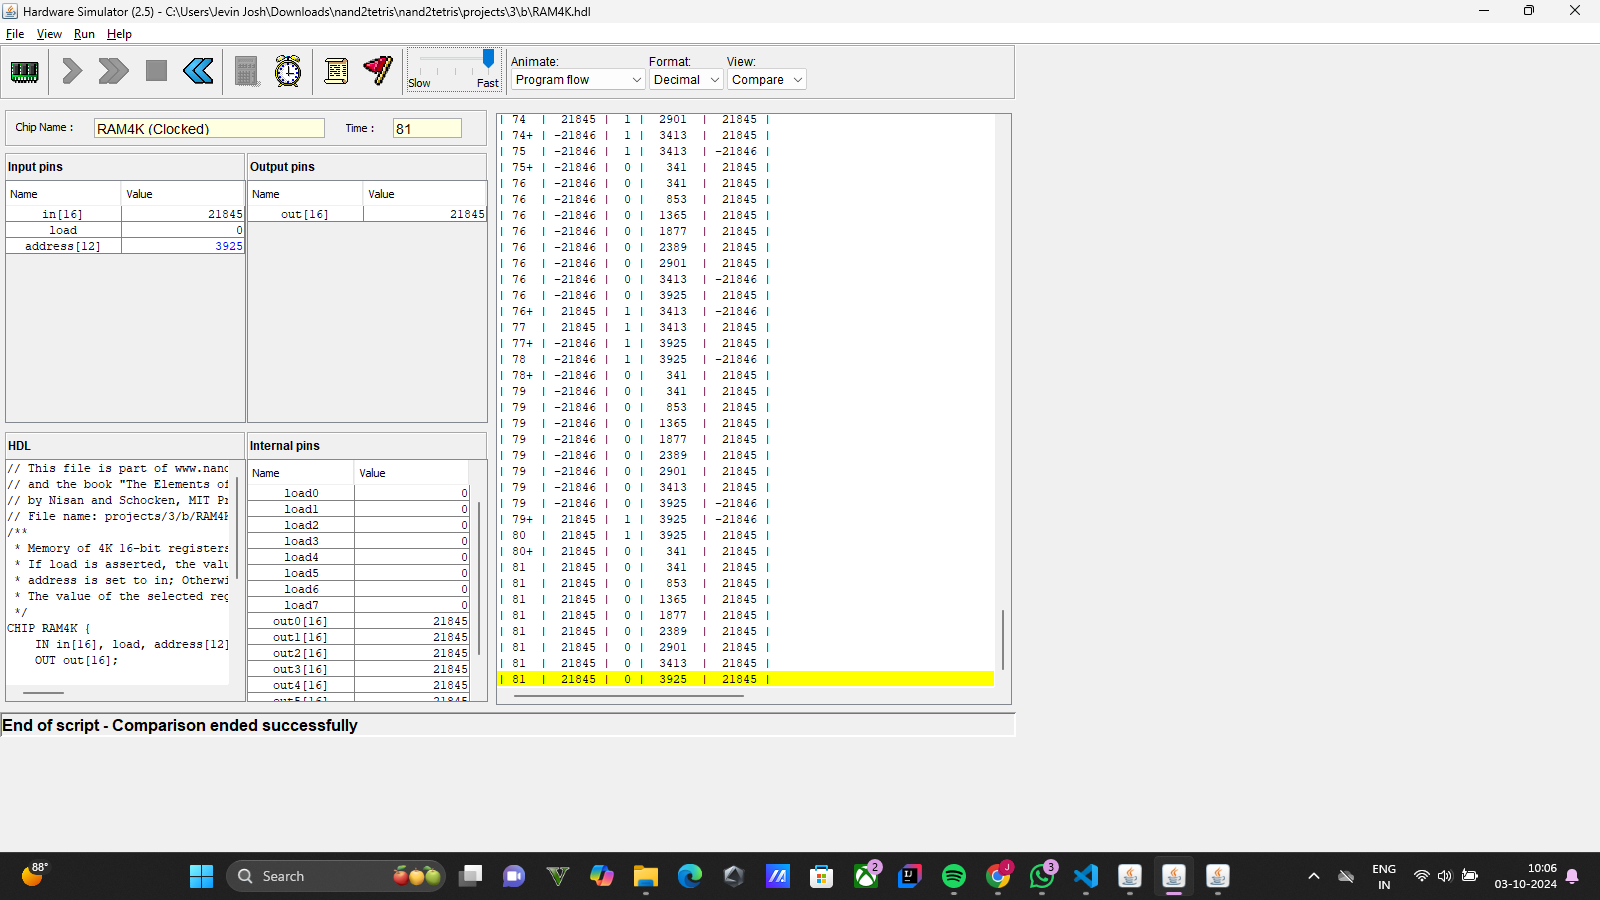 Hardware Simulator (2.5) - C:\Users\Jevin Josh\Downloads\nand2tetris\nand2tetris\projects\3\b\RAM4K.hdl
File View Run Help
Slow Fast
Animate: Format: View:
Program flow Decimal Compare
Chip Name : RAM4K (Clocked) Time : 81
Input pins
Name Value
in[16] 21845
load 0
address[12] 3925
Output pins
Name Value
out[16] 21845
HDL
// This file is part of www.nand
// and the book "The Elements of
// by Nisan and Schocken, MIT Pr
// File name: projects/3/b/RAM4K
/**
* Memory of 4K 16-bit registers
* If load is asserted, the valu
* address is set to in; Otherwi
* The value of the selected reg
*/
CHIP RAM4K {
IN in[16], load, address[12]
OUT out[16];
Internal pins
Name Value
load0 0
load1 0
load2 0
load3 0
load4 0
load5 0
load6 0
load7 0
out0[16] 21845
out1[16] 21845
out2[16] 21845
out3[16] 21845
out4[16] 21845
out5[16] 21845
| 74 | 21845 | 1 | 2901 | 21845 |
| 74+ | -21846 | 1 | 3413 | 21845 |
| 75 | -21846 | 1 | 3413 | -21846 |
| 75+ | -21846 | 0 | 341 | 21845 |
| 76 | -21846 | 0 | 341 | 21845 |
| 76 | -21846 | 0 | 853 | 21845 |
| 76 | -21846 | 0 | 1365 | 21845 |
| 76 | -21846 | 0 | 1877 | 21845 |
| 76 | -21846 | 0 | 2389 | 21845 |
| 76 | -21846 | 0 | 2901 | 21845 |
| 76 | -21846 | 0 | 3413 | -21846 |
| 76 | -21846 | 0 | 3925 | 21845 |
| 76+ | 21845 | 1 | 3413 | -21846 |
| 77 | 21845 | 1 | 3413 | 21845 |
| 77+ | -21846 | 1 | 3925 | 21845 |
| 78 | -21846 | 1 | 3925 | -21846 |
| 78+ | -21846 | 0 | 341 | 21845 |
| 79 | -21846 | 0 | 341 | 21845 |
| 79 | -21846 | 0 | 853 | 21845 |
| 79 | -21846 | 0 | 1365 | 21845 |
| 79 | -21846 | 0 | 1877 | 21845 |
| 79 | -21846 | 0 | 2389 | 21845 |
| 79 | -21846 | 0 | 2901 | 21845 |
| 79 | -21846 | 0 | 3413 | 21845 |
| 79 | -21846 | 0 | 3925 | -21846 |
| 79+ | 21845 | 1 | 3925 | -21846 |
| 80 | 21845 | 1 | 3925 | 21845 |
| 80+ | 21845 | 0 | 341 | 21845 |
| 81 | 21845 | 0 | 341 | 21845 |
| 81 | 21845 | 0 | 853 | 21845 |
| 81 | 21845 | 0 | 1365 | 21845 |
| 81 | 21845 | 0 | 1877 | 21845 |
| 81 | 21845 | 0 | 2389 | 21845 |
| 81 | 21845 | 0 | 2901 | 21845 |
| 81 | 21845 | 0 | 3413 | 21845 |
| 81 | 21845 | 0 | 3925 | 21845 |
End of script - Comparison ended successfully
88°
Search
2
J
3
ENG
IN
10:06
03-10-2024